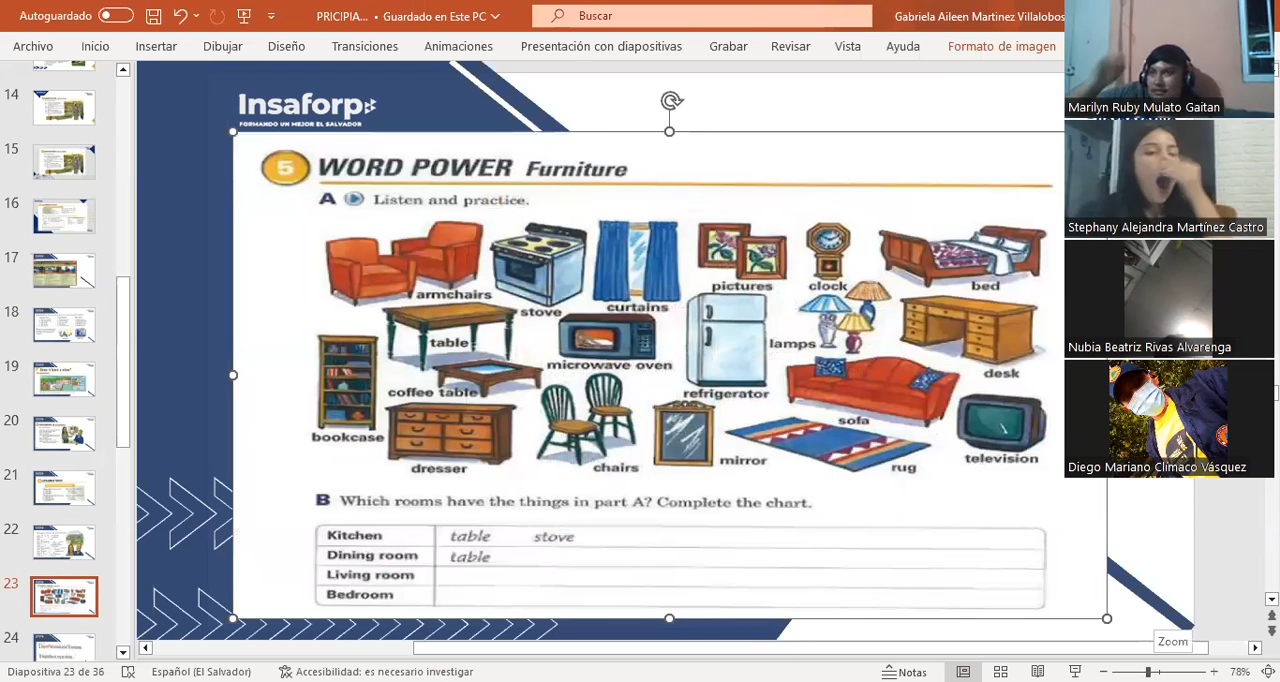 Autoguardado
PRICIPIA... • Guardado en Este PC
Buscar
Gabriela Aileen Martinez Villalobos
Archivo Inicio Insertar Dibujar Diseño Transiciones Animaciones Presentación con diapositivas Grabar Revisar Vista Ayuda Formato de imagen
14
15
16
17
18
19
20
21
22
23
24
Insaforp
FORMANDO UN MEJOR EL SALVADOR
5 WORD POWER Furniture
A Listen and practice.
armchairs
stove
curtains
pictures
clock
bed
table
microwave oven
refrigerator
lamps
desk
bookcase
coffee table
dresser
chairs
mirror
sofa
rug
television
B Which rooms have the things in part A? Complete the chart.
Kitchen table stove
Dining room table
Living room
Bedroom
Marilyn Ruby Mulato Gaitan
Stephany Alejandra Martínez Castro
Nubia Beatriz Rivas Alvarenga
Diego Mariano Clímaco Vásquez
Zoom
Diapositiva 23 de 36 Español (El Salvador) Accesibilidad: es necesario investigar Notas 78%